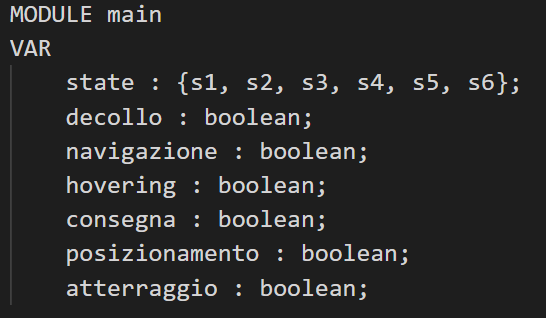 MODULE main
VAR
state : {s1, s2, s3, s4, s5, s6};
decollo : boolean;
navigazione : boolean;
hovering : boolean;
consegna : boolean;
posizionamento : boolean;
atterraggio : boolean;